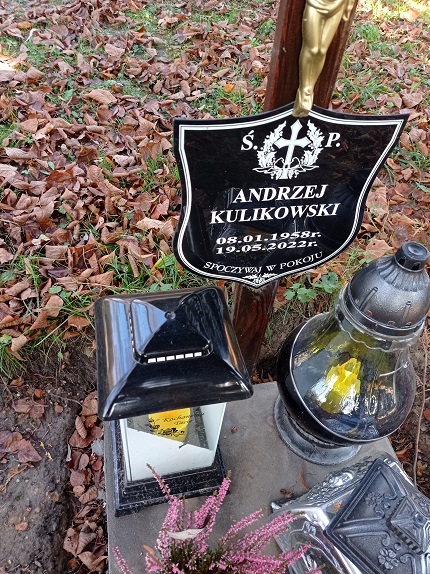 Ś. P.
ANDRZEJ
KULIKOWSKI
08.01.1958r.
19.05.2022r.
SPOCZYWAJ W POKOJU